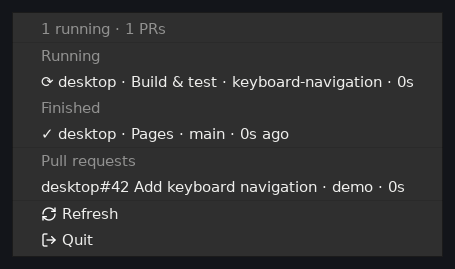 1 running · 1 PRs
Running
⟳ desktop · Build & test · keyboard-navigation · 0s
Finished
✓ desktop · Pages · main · 0s ago
Pull requests
desktop#42 Add keyboard navigation · demo · 0s
Refresh
Quit